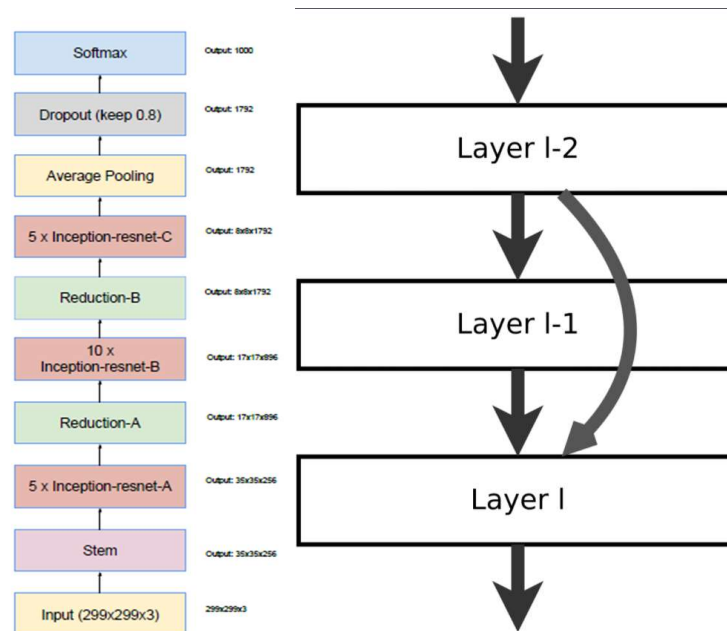 Softmax
Output: 1000
Dropout (keep 0.8)
Output: 1792
Average Pooling
Output: 1792
5 x Inception-resnet-C
Output: 8x8x1792
Reduction-B
Output: 8x8x1792
10 x
Inception-resnet-B
Output: 17x17x896
Reduction-A
Output: 17x17x896
5 x Inception-resnet-A
Output: 35x35x256
Stem
Output: 35x35x256
Input (299x299x3)
299x299x3
Layer l-2
Layer l-1
Layer l